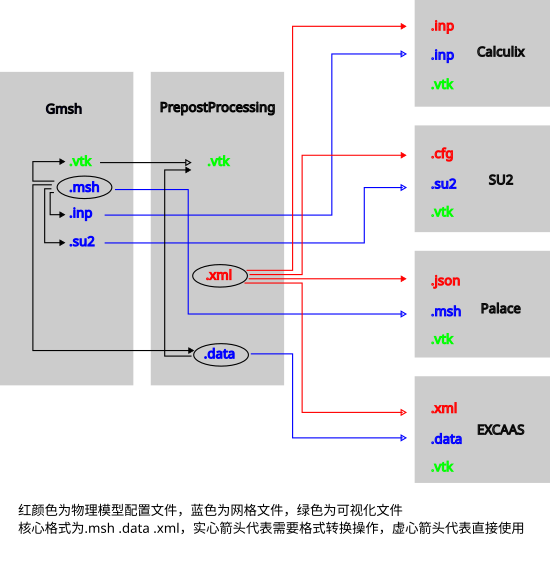 Gmsh
.vtk
.msh
.inp
.su2
PrepostProcessing
.vtk
.xml
.data
.inp
.inp
.vtk
Calculix
.cfg
.su2
.vtk
SU2
.json
.msh
.vtk
Palace
.xml
.data
.vtk
EXCAAS
红颜色为物理模型配置文件，蓝色为网格文件，绿色为可视化文件
核心格式为.msh .data .xml，实心箭头代表需要格式转换操作，虚心箭头代表直接使用